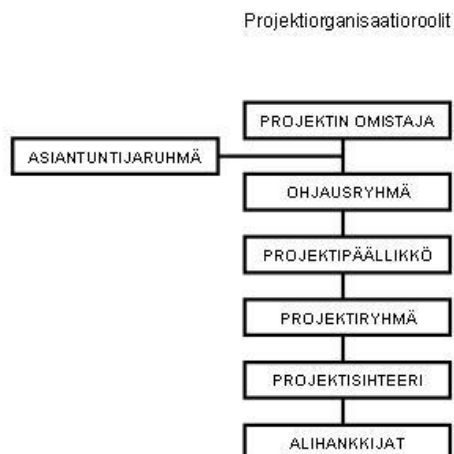 Projektiorganisaatioroolit
PROJEKTIN OMISTAJA
ASIANTUNTIJARUHMÄ
OHJAUSRYHMÄ
PROJEKTIPÄÄLLIKKÖ
PROJEKTIRYHMÄ
PROJEKTISIHTEERI
ALIHANKKIJAT